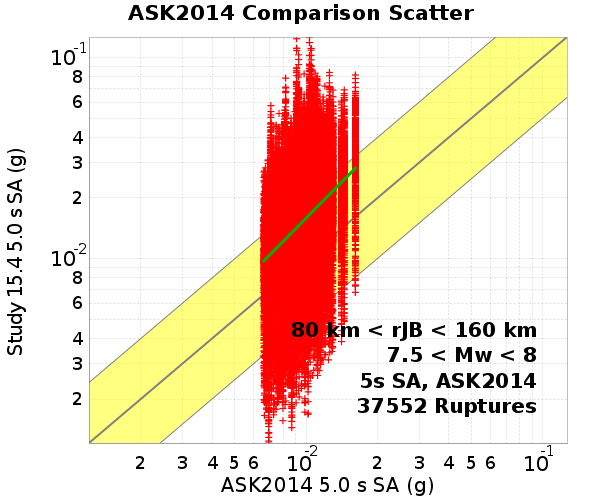 ASK2014 Comparison Scatter
Study 15.4 5.0 s SA (g)
10-1
8
6
4
3
2
10-2
8
6
4
3
2
80 km < rJB < 160 km
7.5 < Mw < 8
5s SA, ASK2014
37552 Ruptures
2 3 4 5 6 10-2 2 3 4 5 6 10-1
ASK2014 5.0 s SA (g)